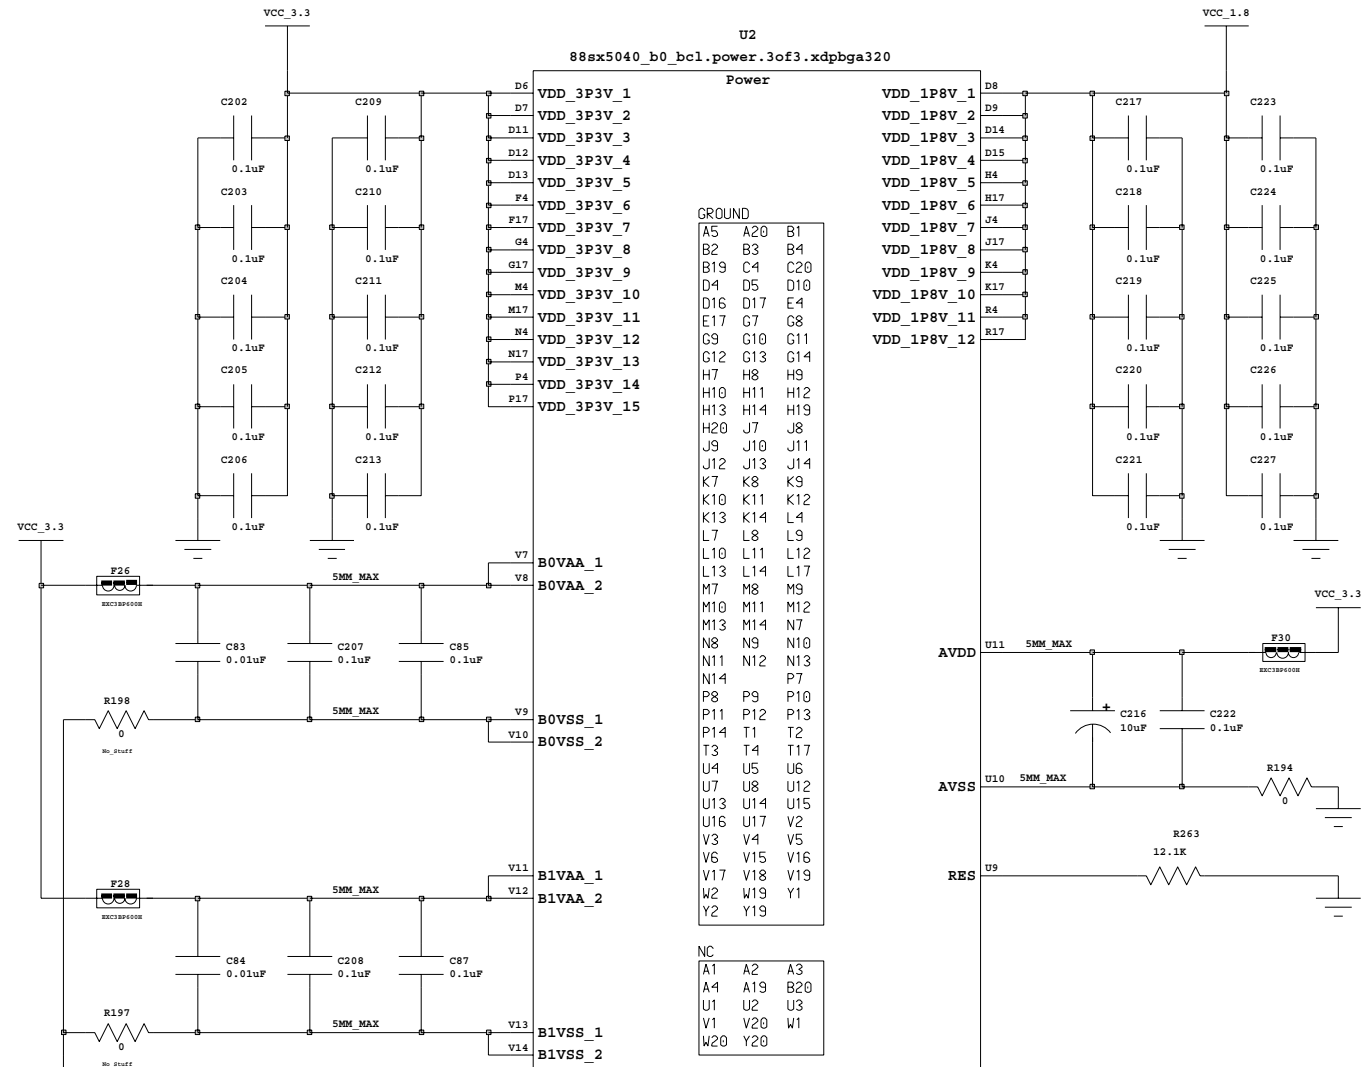 VCC_3.3
VCC_1.8
U2
88sx5040_b0_bcl.power.3of3.xdpbga320
Power
D6 VDD_3P3V_1
D7 VDD_3P3V_2
D11 VDD_3P3V_3
D12 VDD_3P3V_4
D13 VDD_3P3V_5
F4 VDD_3P3V_6
F17 VDD_3P3V_7
G4 VDD_3P3V_8
G17 VDD_3P3V_9
M4 VDD_3P3V_10
M17 VDD_3P3V_11
N4 VDD_3P3V_12
N17 VDD_3P3V_13
P4 VDD_3P3V_14
P17 VDD_3P3V_15
VDD_1P8V_1 D8
VDD_1P8V_2 D9
VDD_1P8V_3 D14
VDD_1P8V_4 D15
VDD_1P8V_5 H4
VDD_1P8V_6 H17
VDD_1P8V_7 J4
VDD_1P8V_8 J17
VDD_1P8V_9 K4
VDD_1P8V_10 K17
VDD_1P8V_11 R4
VDD_1P8V_12 R17
C202
0.1uF
C203
0.1uF
C204
0.1uF
C205
0.1uF
C206
0.1uF
C209
0.1uF
C210
0.1uF
C211
0.1uF
C212
0.1uF
C213
0.1uF
C217
0.1uF
C218
0.1uF
C219
0.1uF
C220
0.1uF
C221
0.1uF
C223
0.1uF
C224
0.1uF
C225
0.1uF
C226
0.1uF
C227
0.1uF
GROUND
A5 A20 B1
B2 B3 B4
B19 C4 C20
D4 D5 D10
D16 D17 E4
E17 G7 G8
G9 G10 G11
G12 G13 G14
H7 H8 H9
H10 H11 H12
H13 H14 H19
H20 J7 J8
J9 J10 J11
J12 J13 J14
K7 K8 K9
K10 K11 K12
K13 K14 L4
L7 L8 L9
L10 L11 L12
L13 L14 L17
M7 M8 M9
M10 M11 M12
M13 M14 N7
N8 N9 N10
N11 N12 N13
N14 P7
P8 P9 P10
P11 P12 P13
P14 T1 T2
T3 T4 T17
U4 U5 U6
U7 U8 U12
U13 U14 U15
U16 U17 V2
V3 V4 V5
V6 V15 V16
V17 V18 V19
W2 W19 Y1
Y2 Y19
NC
A1 A2 A3
A4 A19 B20
U1 U2 U3
V1 V20 W1
W20 Y20
VCC_3.3
F26
EXC3BP600H
5MM_MAX
V7 B0VAA_1
V8 B0VAA_2
C83
0.01uF
C207
0.1uF
C85
0.1uF
R198
0
No_Stuff
5MM_MAX
V9 B0VSS_1
V10 B0VSS_2
F28
EXC3BP600H
5MM_MAX
V11 B1VAA_1
V12 B1VAA_2
C84
0.01uF
C208
0.1uF
C87
0.1uF
R197
0
No Stuff
5MM_MAX
V13 B1VSS_1
V14 B1VSS_2
VCC_3.3
AVDD U11 5MM_MAX
F30
EXC3BP600H
+
C216
10uF
C222
0.1uF
AVSS U10 5MM_MAX
R194
0
R263
12.1K
RES U9